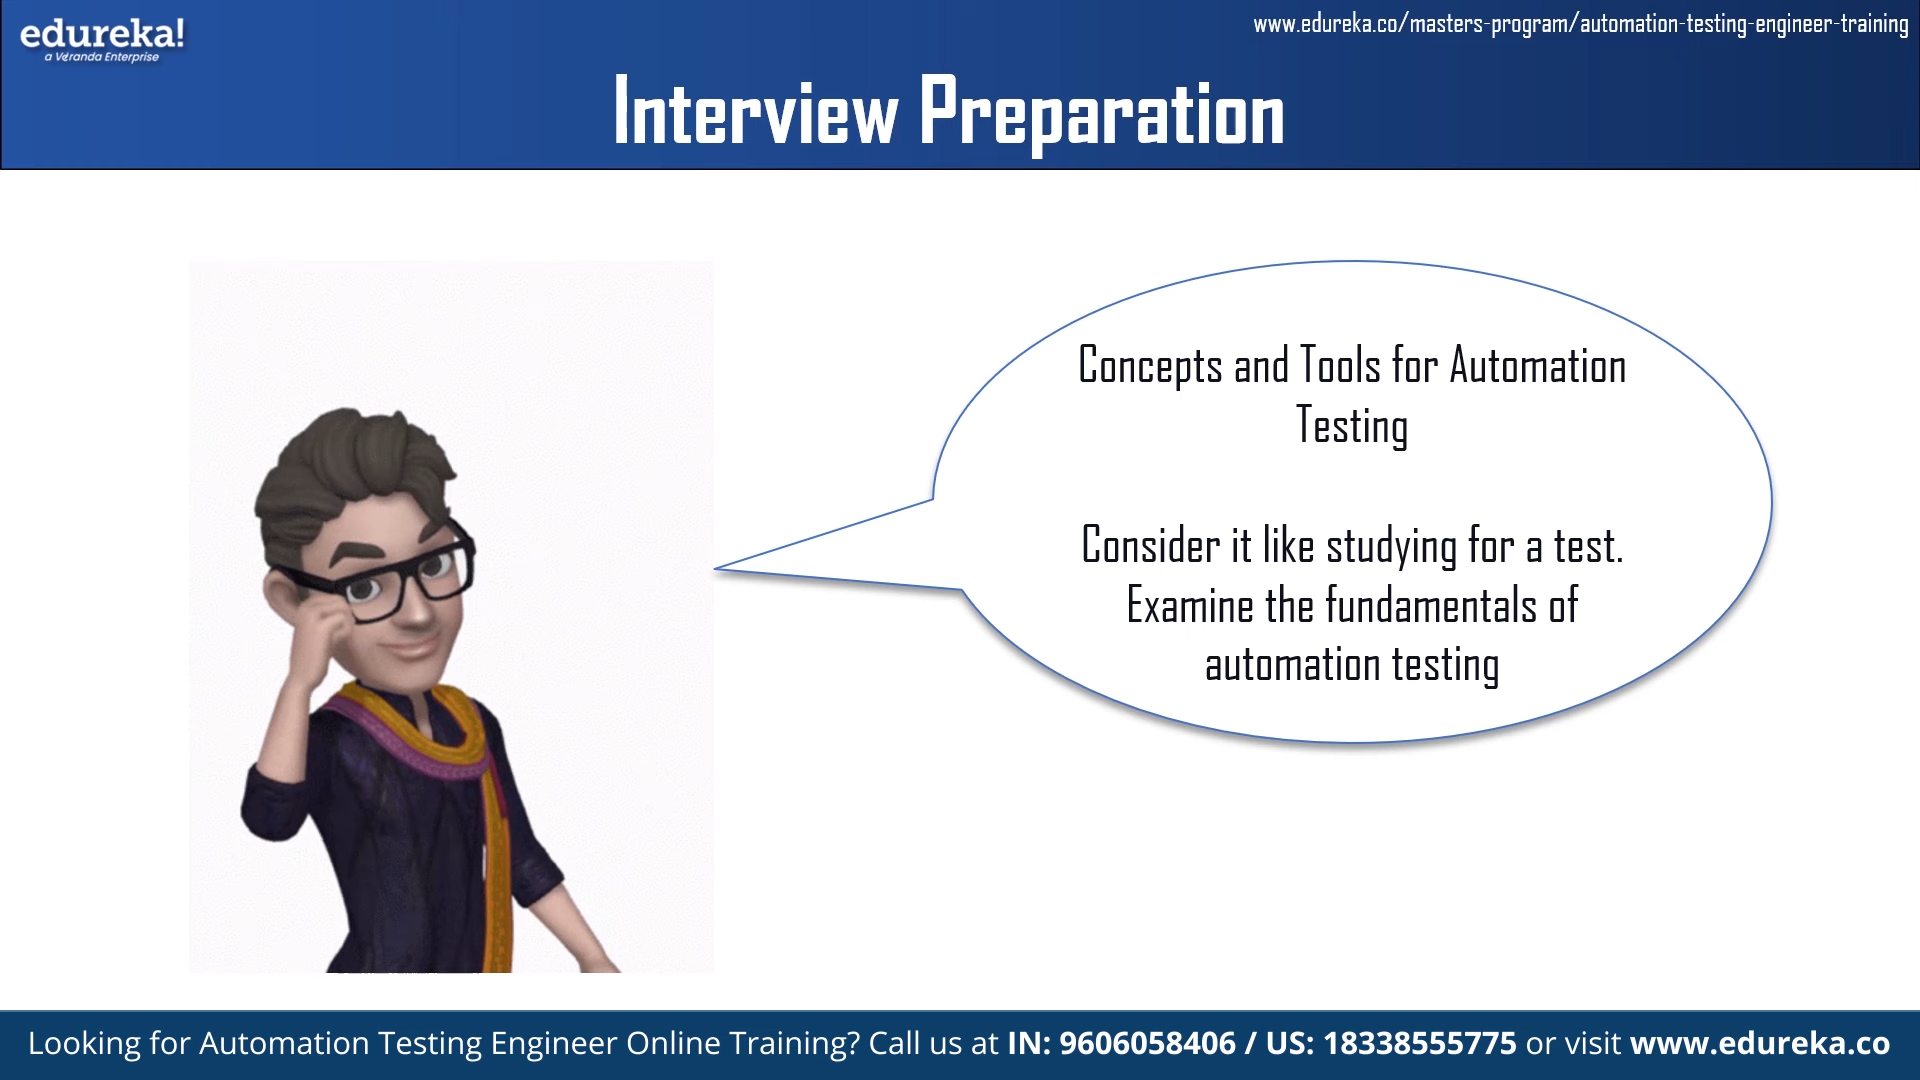 edureka!
a Veranda Enterprise
www.edureka.co/masters-program/automation-testing-engineer-training
Interview Preparation
Concepts and Tools for Automation
Testing
Consider it like studying for a test.
Examine the fundamentals of
automation testing
Looking for Automation Testing Engineer Online Training? Call us at IN: 9606058406 / US: 18338555775 or visit www.edureka.co